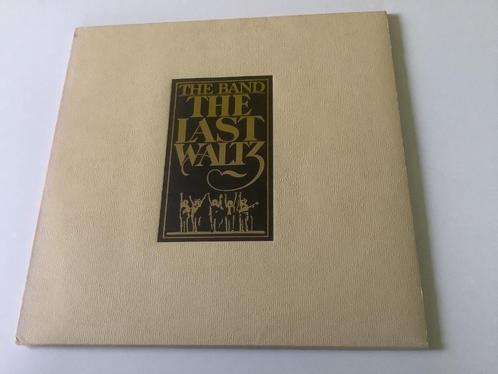 THE BAND
THE
LAST
WALTZ